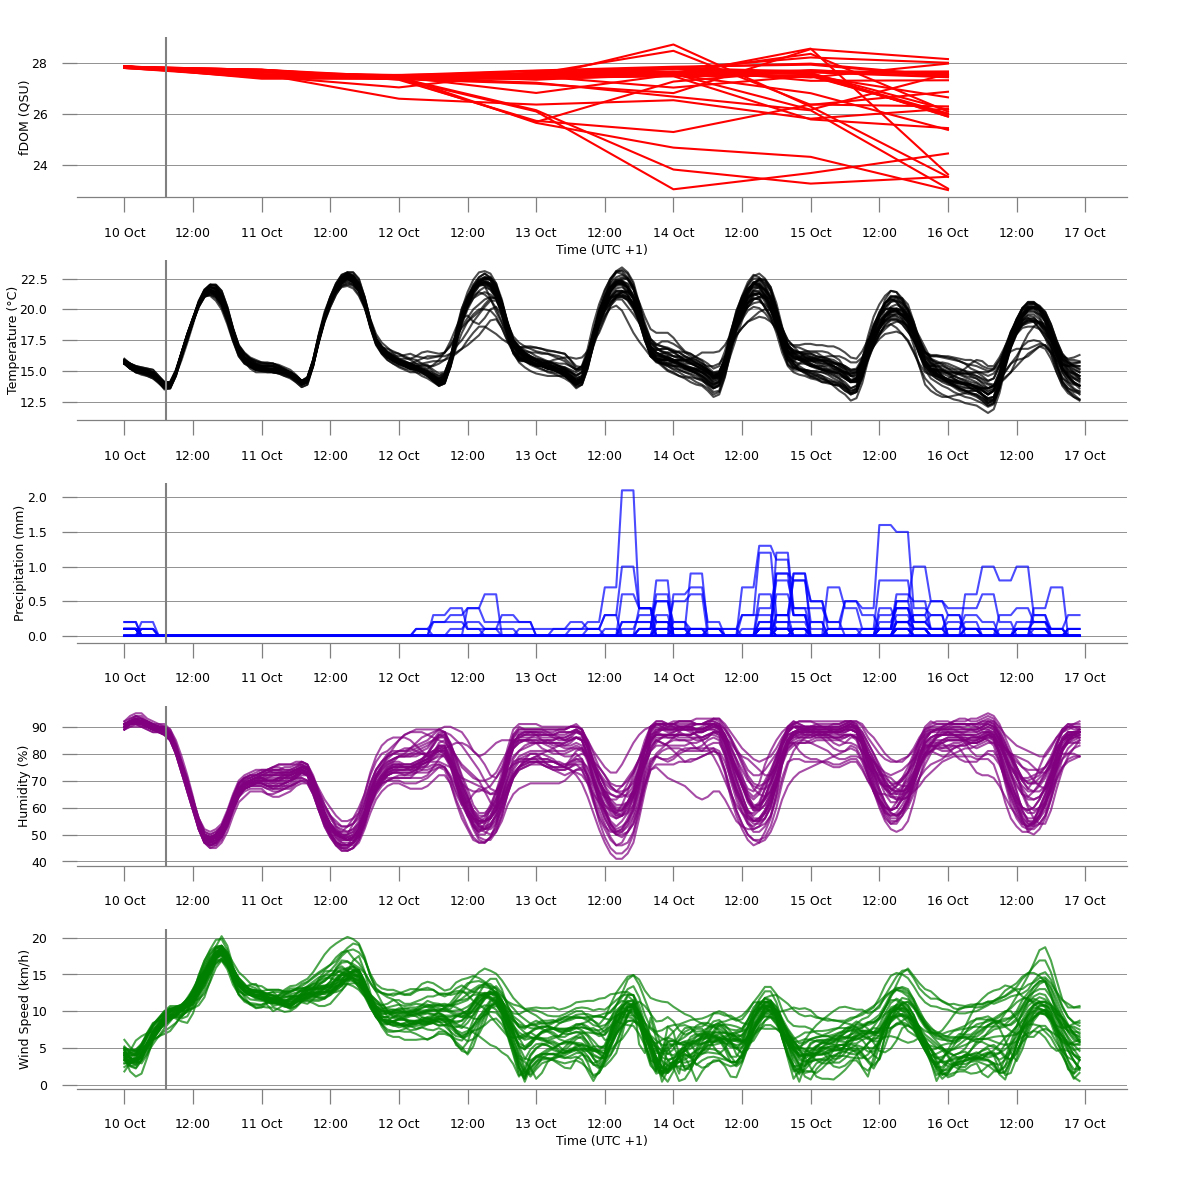 28
26
24
fDOM (QSU)
10 Oct 12:00 11 Oct 12:00 12 Oct 12:00 13 Oct 12:00 14 Oct 12:00 15 Oct 12:00 16 Oct 12:00 17 Oct
Time (UTC +1)
22.5
20.0
17.5
15.0
12.5
Temperature (°C)
10 Oct 12:00 11 Oct 12:00 12 Oct 12:00 13 Oct 12:00 14 Oct 12:00 15 Oct 12:00 16 Oct 12:00 17 Oct
2.0
1.5
1.0
0.5
0.0
Precipitation (mm)
10 Oct 12:00 11 Oct 12:00 12 Oct 12:00 13 Oct 12:00 14 Oct 12:00 15 Oct 12:00 16 Oct 12:00 17 Oct
90
80
70
60
50
40
Humidity (%)
10 Oct 12:00 11 Oct 12:00 12 Oct 12:00 13 Oct 12:00 14 Oct 12:00 15 Oct 12:00 16 Oct 12:00 17 Oct
20
15
10
5
0
Wind Speed (km/h)
10 Oct 12:00 11 Oct 12:00 12 Oct 12:00 13 Oct 12:00 14 Oct 12:00 15 Oct 12:00 16 Oct 12:00 17 Oct
Time (UTC +1)